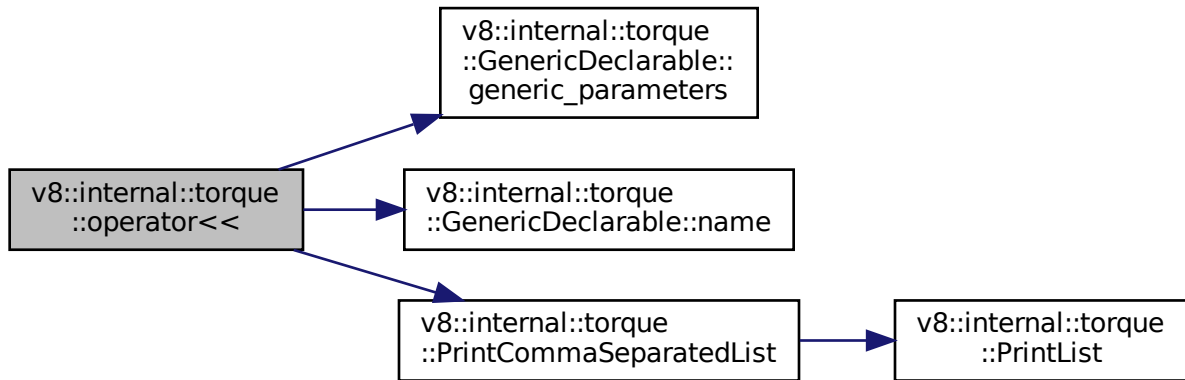 v8::internal::torque
::GenericDeclarable::
generic_parameters
v8::internal::torque
::operator<<
v8::internal::torque
::GenericDeclarable::name
v8::internal::torque
::PrintCommaSeparatedList
v8::internal::torque
::PrintList